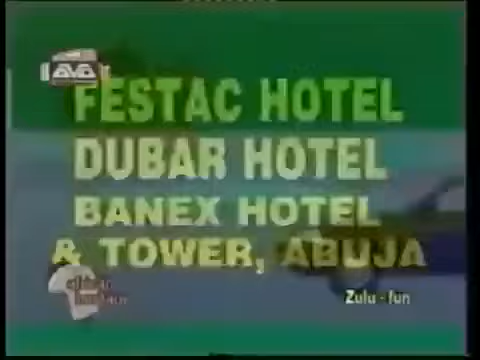 FESTAC HOTEL
DUBAR HOTEL
BANEX HOTEL
& TOWER, ABUJA
Zulu - fun